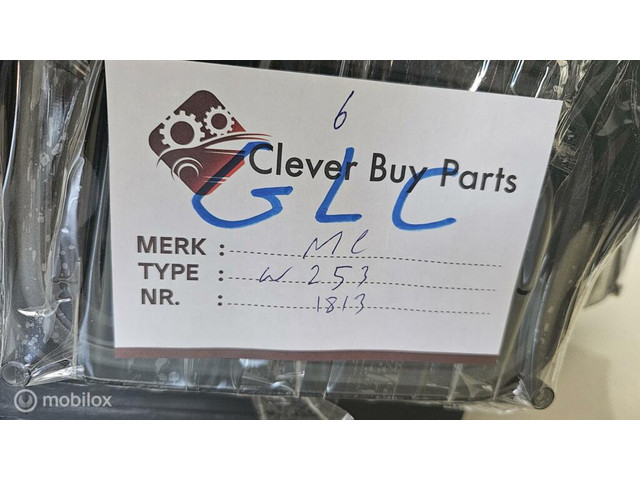 6
Clever Buy Parts
GLC
MERK : MC
TYPE : W 253
NR. : 1813
mobilox